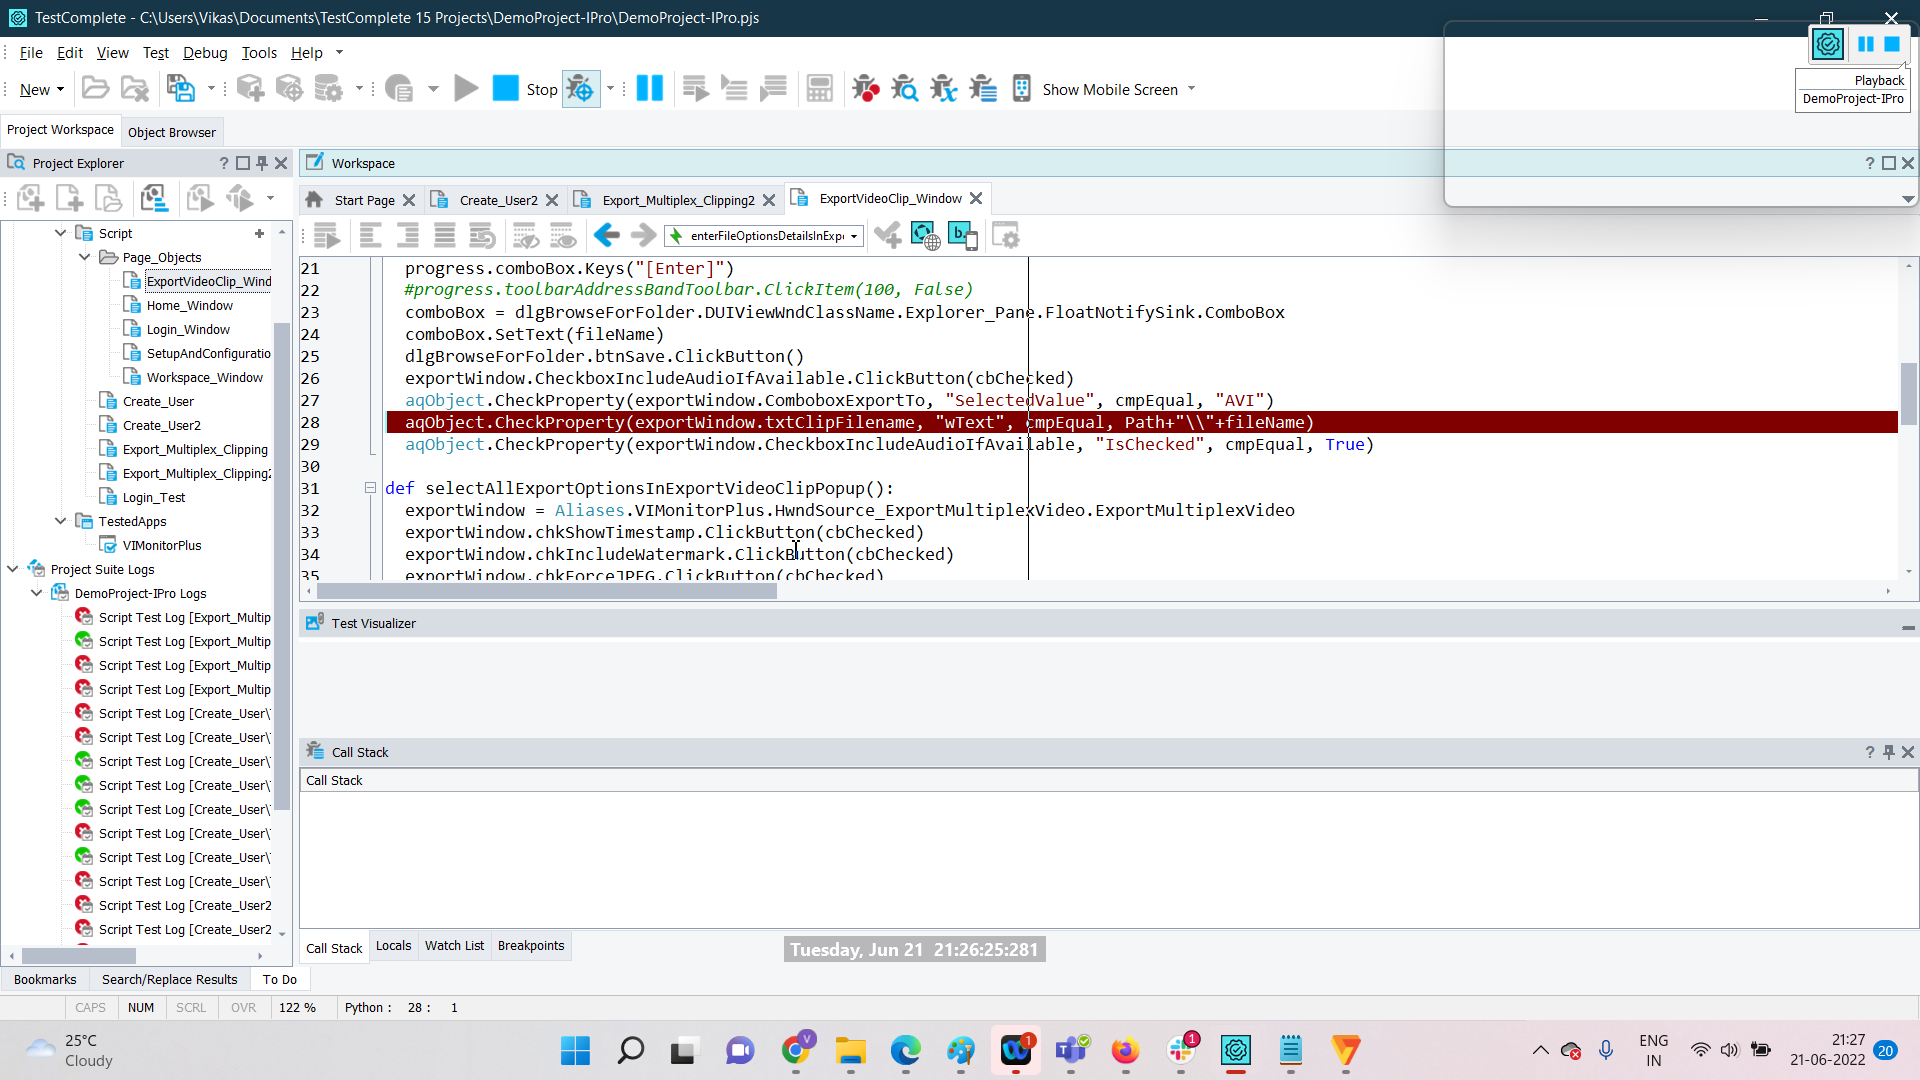 TestComplete - C:\Users\Vikas\Documents\TestComplete 15 Projects\DemoProject-IPro\DemoProject-IPro.pjs
File Edit View Test Debug Tools Help
New
Stop
Show Mobile Screen
Playback
DemoProject-IPro
Project Workspace
Object Browser
Project Explorer
Workspace
Start Page
Create_User2
Export_Multiplex_Clipping2
ExportVideoClip_Window
enterFileOptionsDetailsInExp
Script
Page_Objects
ExportVideoClip_Wind
Home_Window
Login_Window
SetupAndConfiguratio
Workspace_Window
Create_User
Create_User2
Export_Multiplex_Clipping
Export_Multiplex_Clipping2
Login_Test
TestedApps
VIMonitorPlus
Project Suite Logs
DemoProject-IPro Logs
Script Test Log [Export_Multip
Script Test Log [Export_Multip
Script Test Log [Export_Multip
Script Test Log [Export_Multip
Script Test Log [Create_User\
Script Test Log [Create_User\
Script Test Log [Create_User\
Script Test Log [Create_User\
Script Test Log [Create_User\
Script Test Log [Create_User\
Script Test Log [Create_User\
Script Test Log [Create_User\
Script Test Log [Create_User2
Script Test Log [Create_User2
21 progress.comboBox.Keys("[Enter]")
22 #progress.toolbarAddressBandToolbar.ClickItem(100, False)
23 comboBox = dlgBrowseForFolder.DUIViewWndClassName.Explorer_Pane.FloatNotifySink.ComboBox
24 comboBox.SetText(fileName)
25 dlgBrowseForFolder.btnSave.ClickButton()
26 exportWindow.CheckboxIncludeAudioIfAvailable.ClickButton(cbChecked)
27 aqObject.CheckProperty(exportWindow.ComboboxExportTo, "SelectedValue", cmpEqual, "AVI")
28 aqObject.CheckProperty(exportWindow.txtClipFilename, "wText", cmpEqual, Path+"\\"+fileName)
29 aqObject.CheckProperty(exportWindow.CheckboxIncludeAudioIfAvailable, "IsChecked", cmpEqual, True)
30
31 def selectAllExportOptionsInExportVideoClipPopup():
32 exportWindow = Aliases.VIMonitorPlus.HwndSource_ExportMultiplexVideo.ExportMultiplexVideo
33 exportWindow.chkShowTimestamp.ClickButton(cbChecked)
34 exportWindow.chkIncludeWatermark.ClickButton(cbChecked)
35 exportWindow.chkForceJPEG.ClickButton(cbChecked)
Test Visualizer
Call Stack
Call Stack
Call Stack Locals Watch List Breakpoints
Tuesday, Jun 21 21:26:25:281
Bookmarks Search/Replace Results To Do
CAPS NUM SCRL OVR 122 % Python : 28 : 1
25°C
Cloudy
V
b.
1
1
ENG
IN
21:27
21-06-2022
20